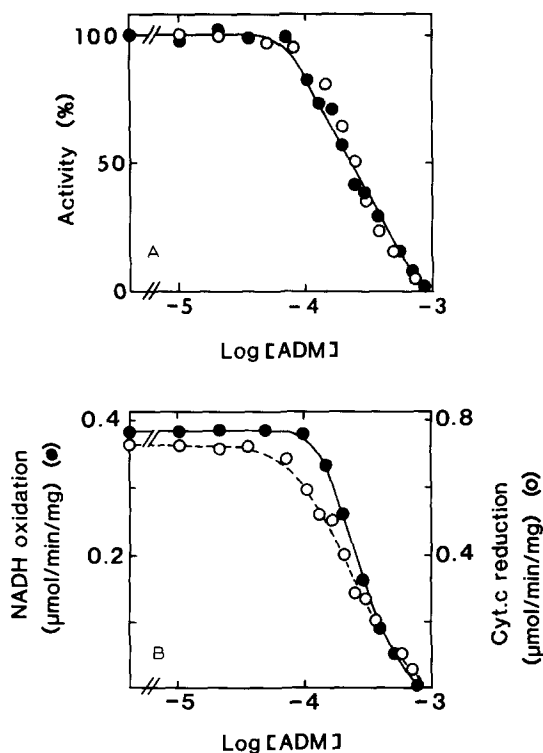 100
50
0
Activity (%)
A
-5
-4
-3
Log [ADM]
0.4
0.2
NADH oxidation
(μmol/min/mg) (●)
0.8
0.4
0
Cyt.c reduction
(μmol/min/mg) (o)
B
-5
-4
-3
Log [ADM]